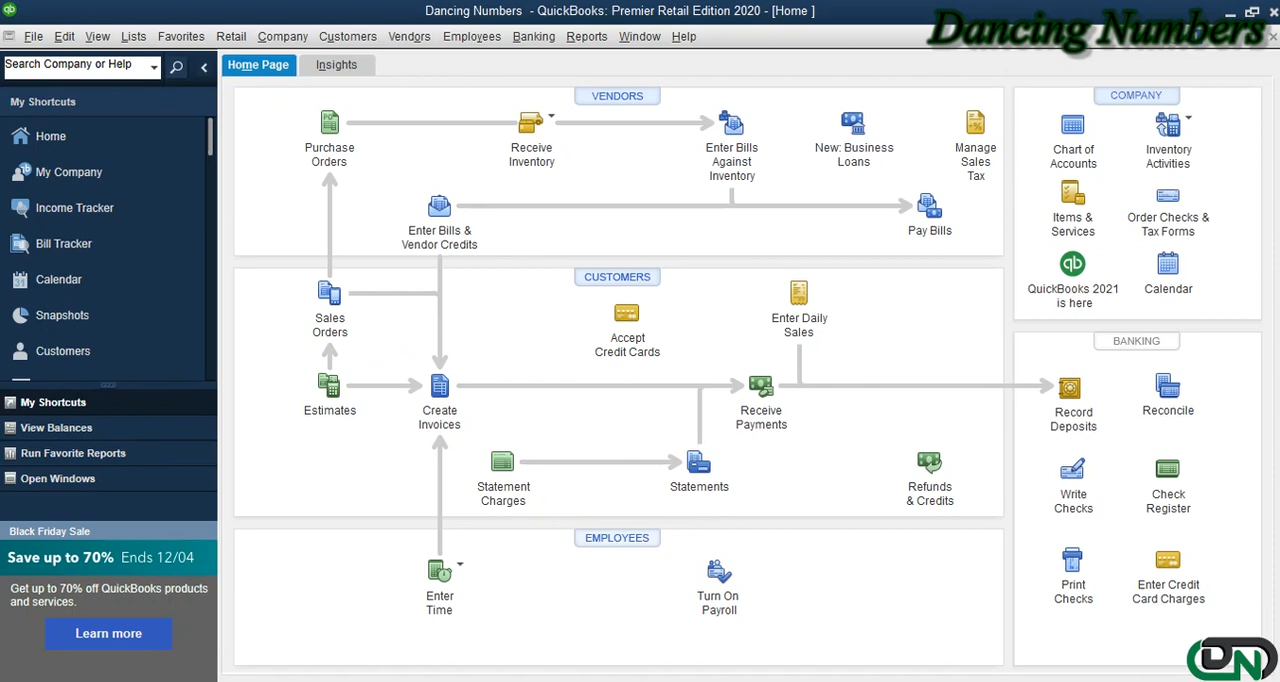 Dancing Numbers - QuickBooks: Premier Retail Edition 2020 - [Home ]
Dancing Numbers
File Edit View Lists Favorites Retail Company Customers Vendors Employees Banking Reports Window Help
Search Company or Help
Home Page Insights
My Shortcuts
Home
My Company
Income Tracker
Bill Tracker
Calendar
Snapshots
Customers
My Shortcuts
View Balances
Run Favorite Reports
Open Windows
Black Friday Sale
Save up to 70% Ends 12/04
Get up to 70% off QuickBooks products
and services.
Learn more
VENDORS
Purchase
Orders
Receive
Inventory
Enter Bills
Against
Inventory
New: Business
Loans
Manage
Sales
Tax
Enter Bills &
Vendor Credits
Pay Bills
CUSTOMERS
Sales
Orders
Accept
Credit Cards
Enter Daily
Sales
Estimates
Create
Invoices
Receive
Payments
Statement
Charges
Statements
Refunds
& Credits
EMPLOYEES
Enter
Time
Turn On
Payroll
COMPANY
Chart of
Accounts
Inventory
Activities
Items &
Services
Order Checks &
Tax Forms
qb
QuickBooks 2021
is here
Calendar
BANKING
Record
Deposits
Reconcile
Write
Checks
Check
Register
Print
Checks
Enter Credit
Card Charges
DN